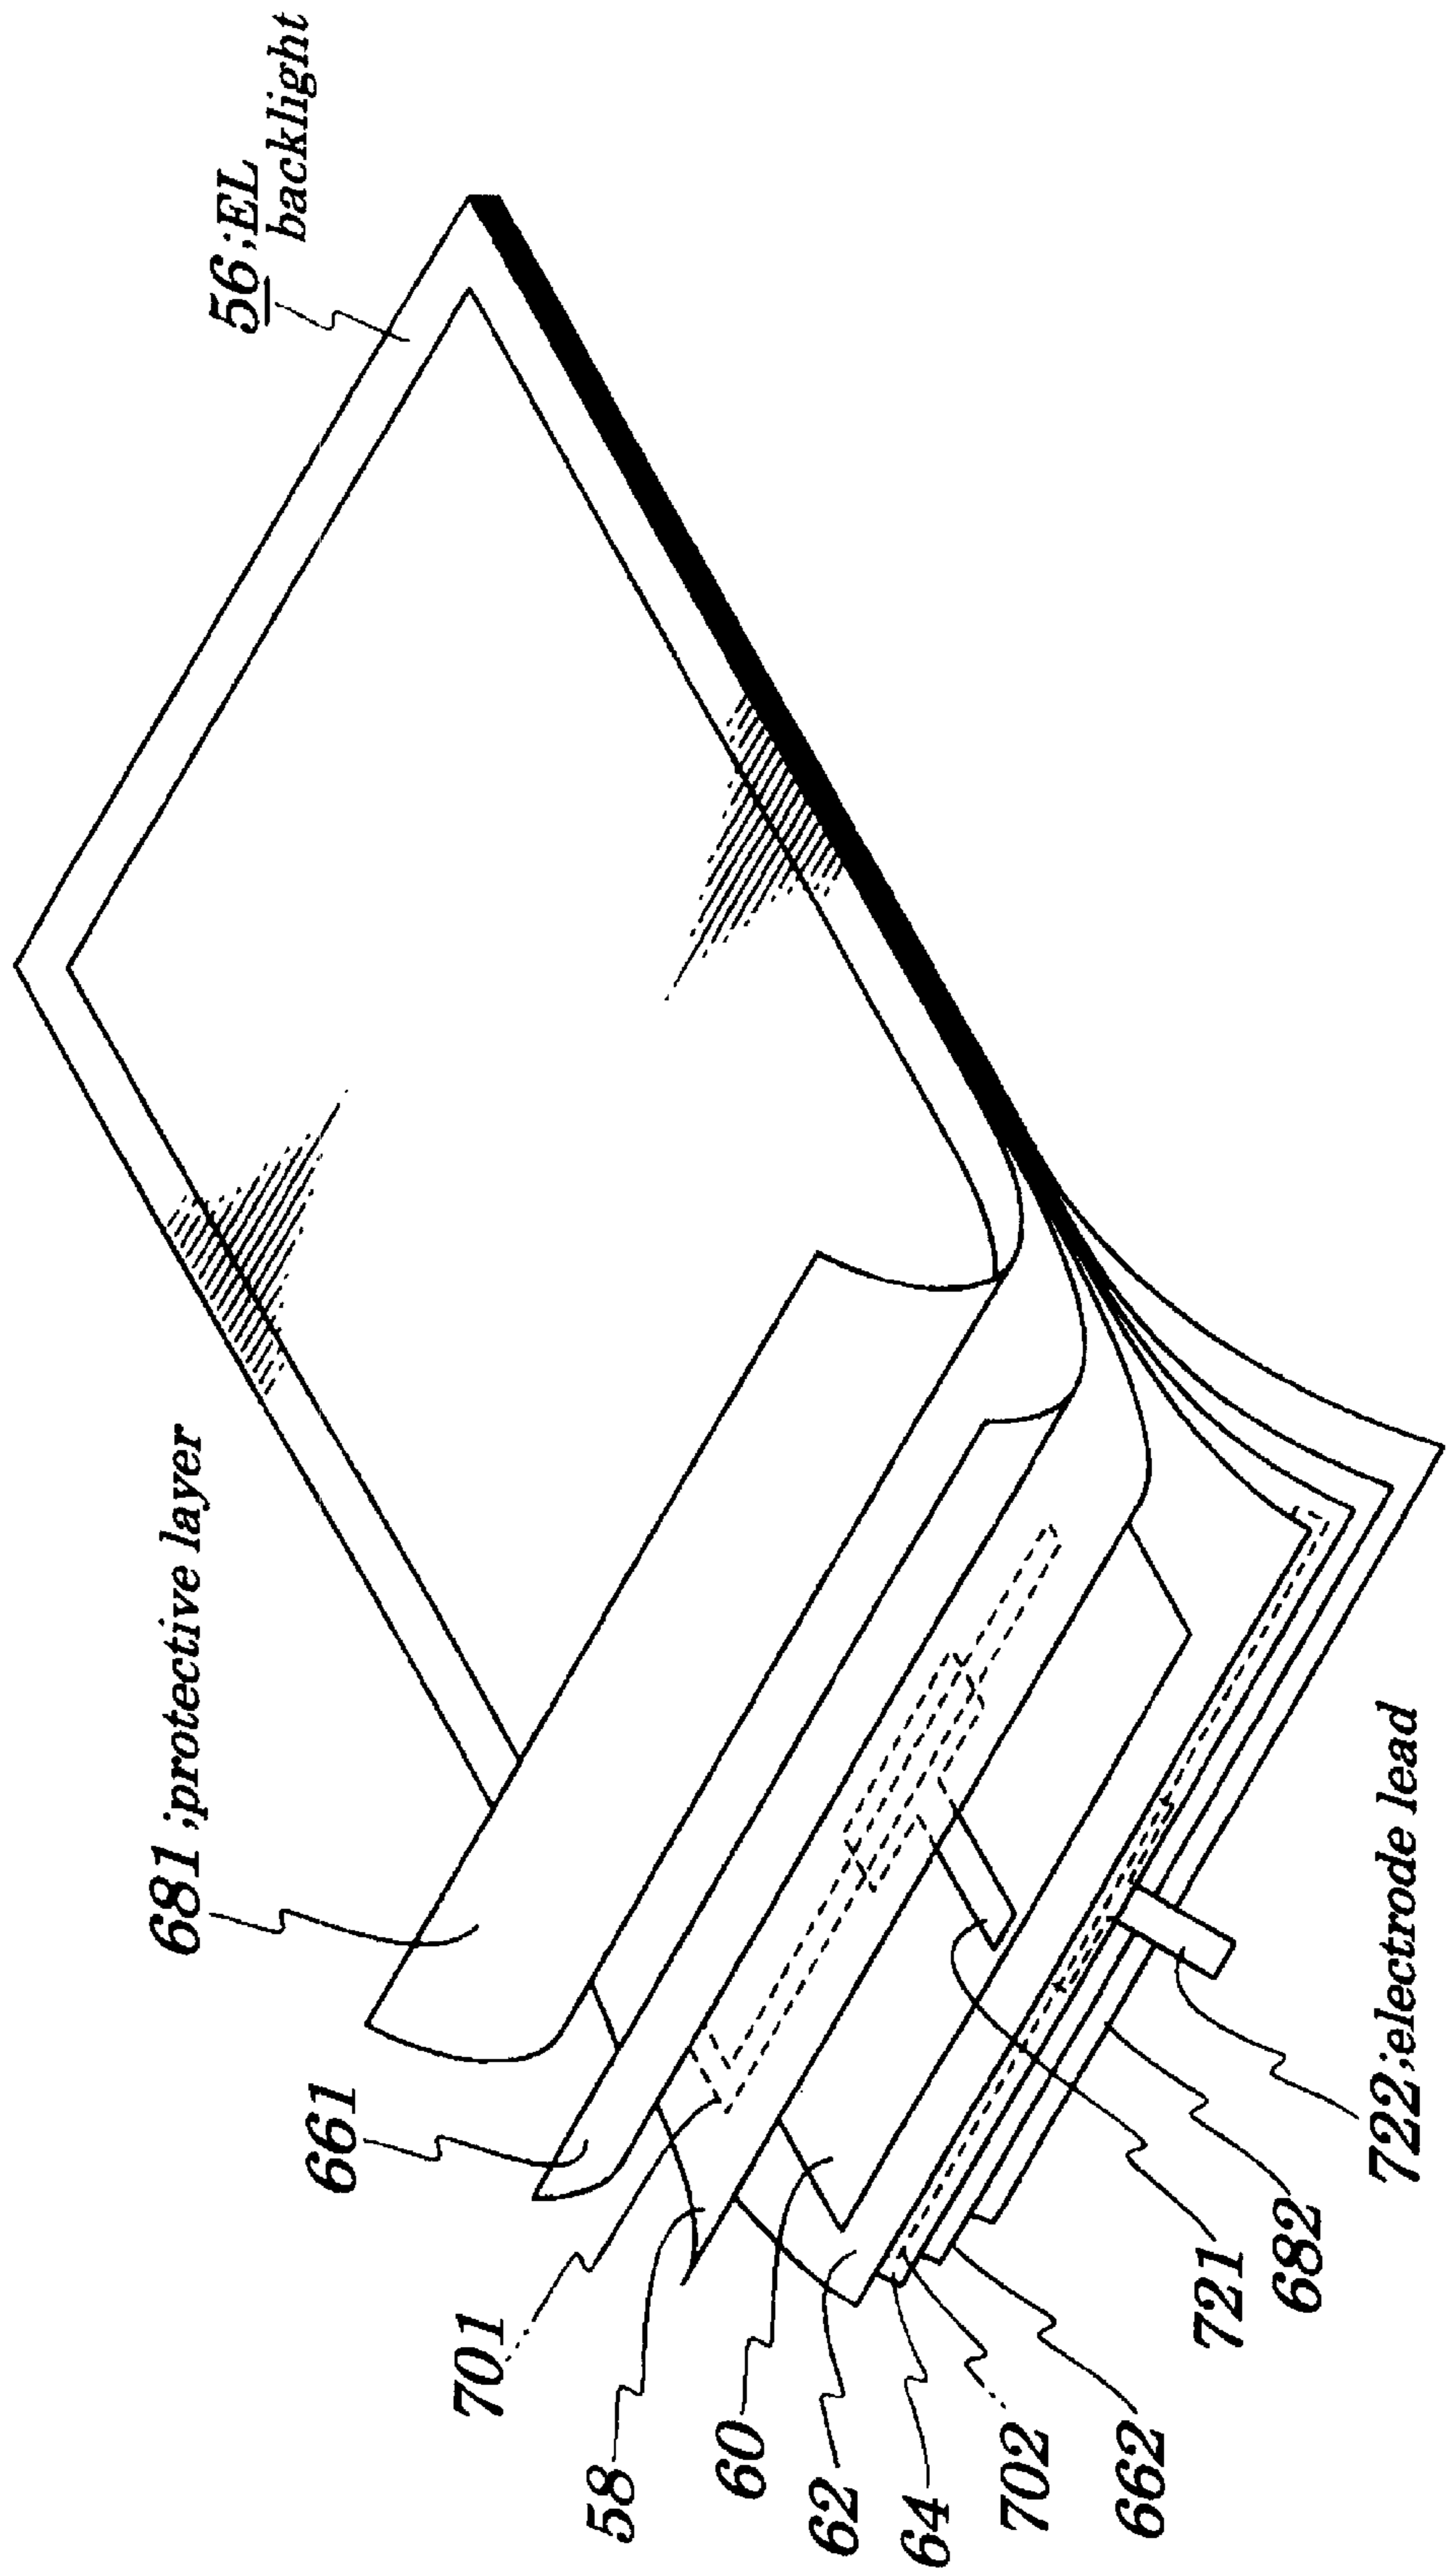 56;EL
backlight
681;protective layer
661
701
58
60
62
64
702
662
721
682
722;electrode lead